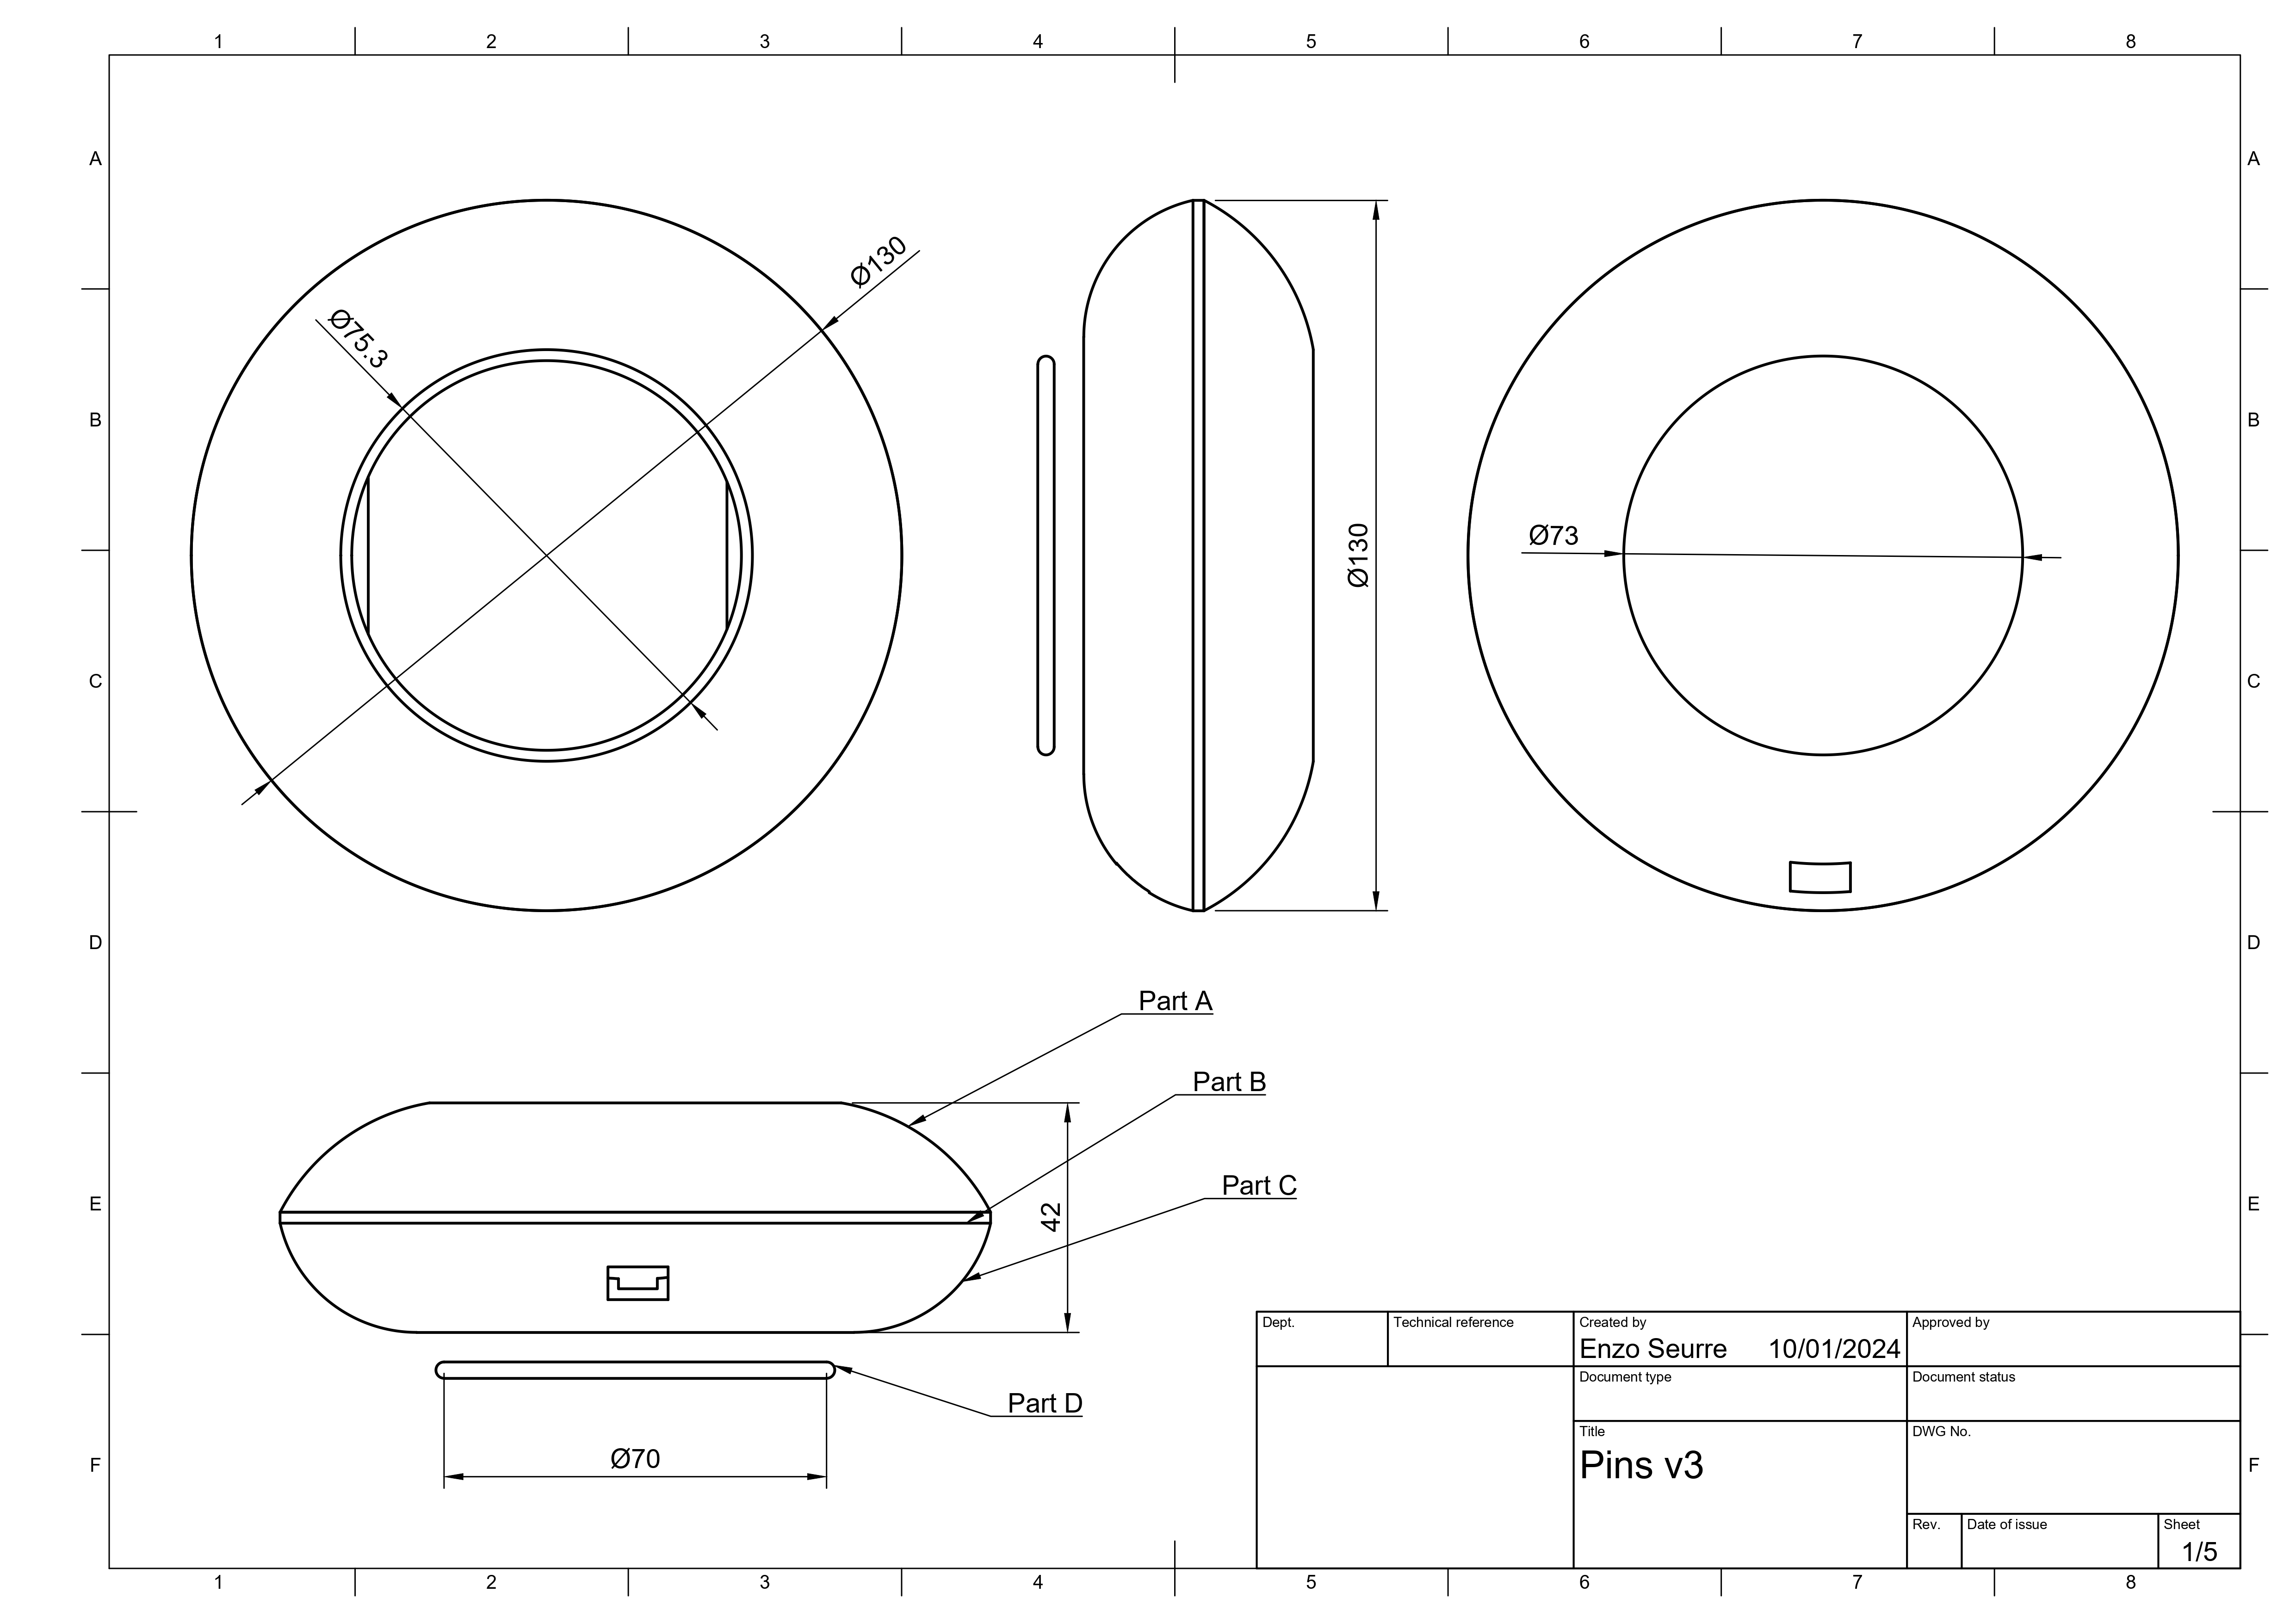 1 2 3 4 5 6 7 8
A A
Ø130
Ø75.3
B B
Ø130
Ø73
C C
D D
Part A
Part B
Part C
E E
42
Part D
Ø70
F F
Dept. Technical reference Created by Approved by
Enzo Seurre 10/01/2024
Document type Document status
Title DWG No.
Pins v3
Rev. Date of issue Sheet
1/5
1 2 3 4 5 6 7 8